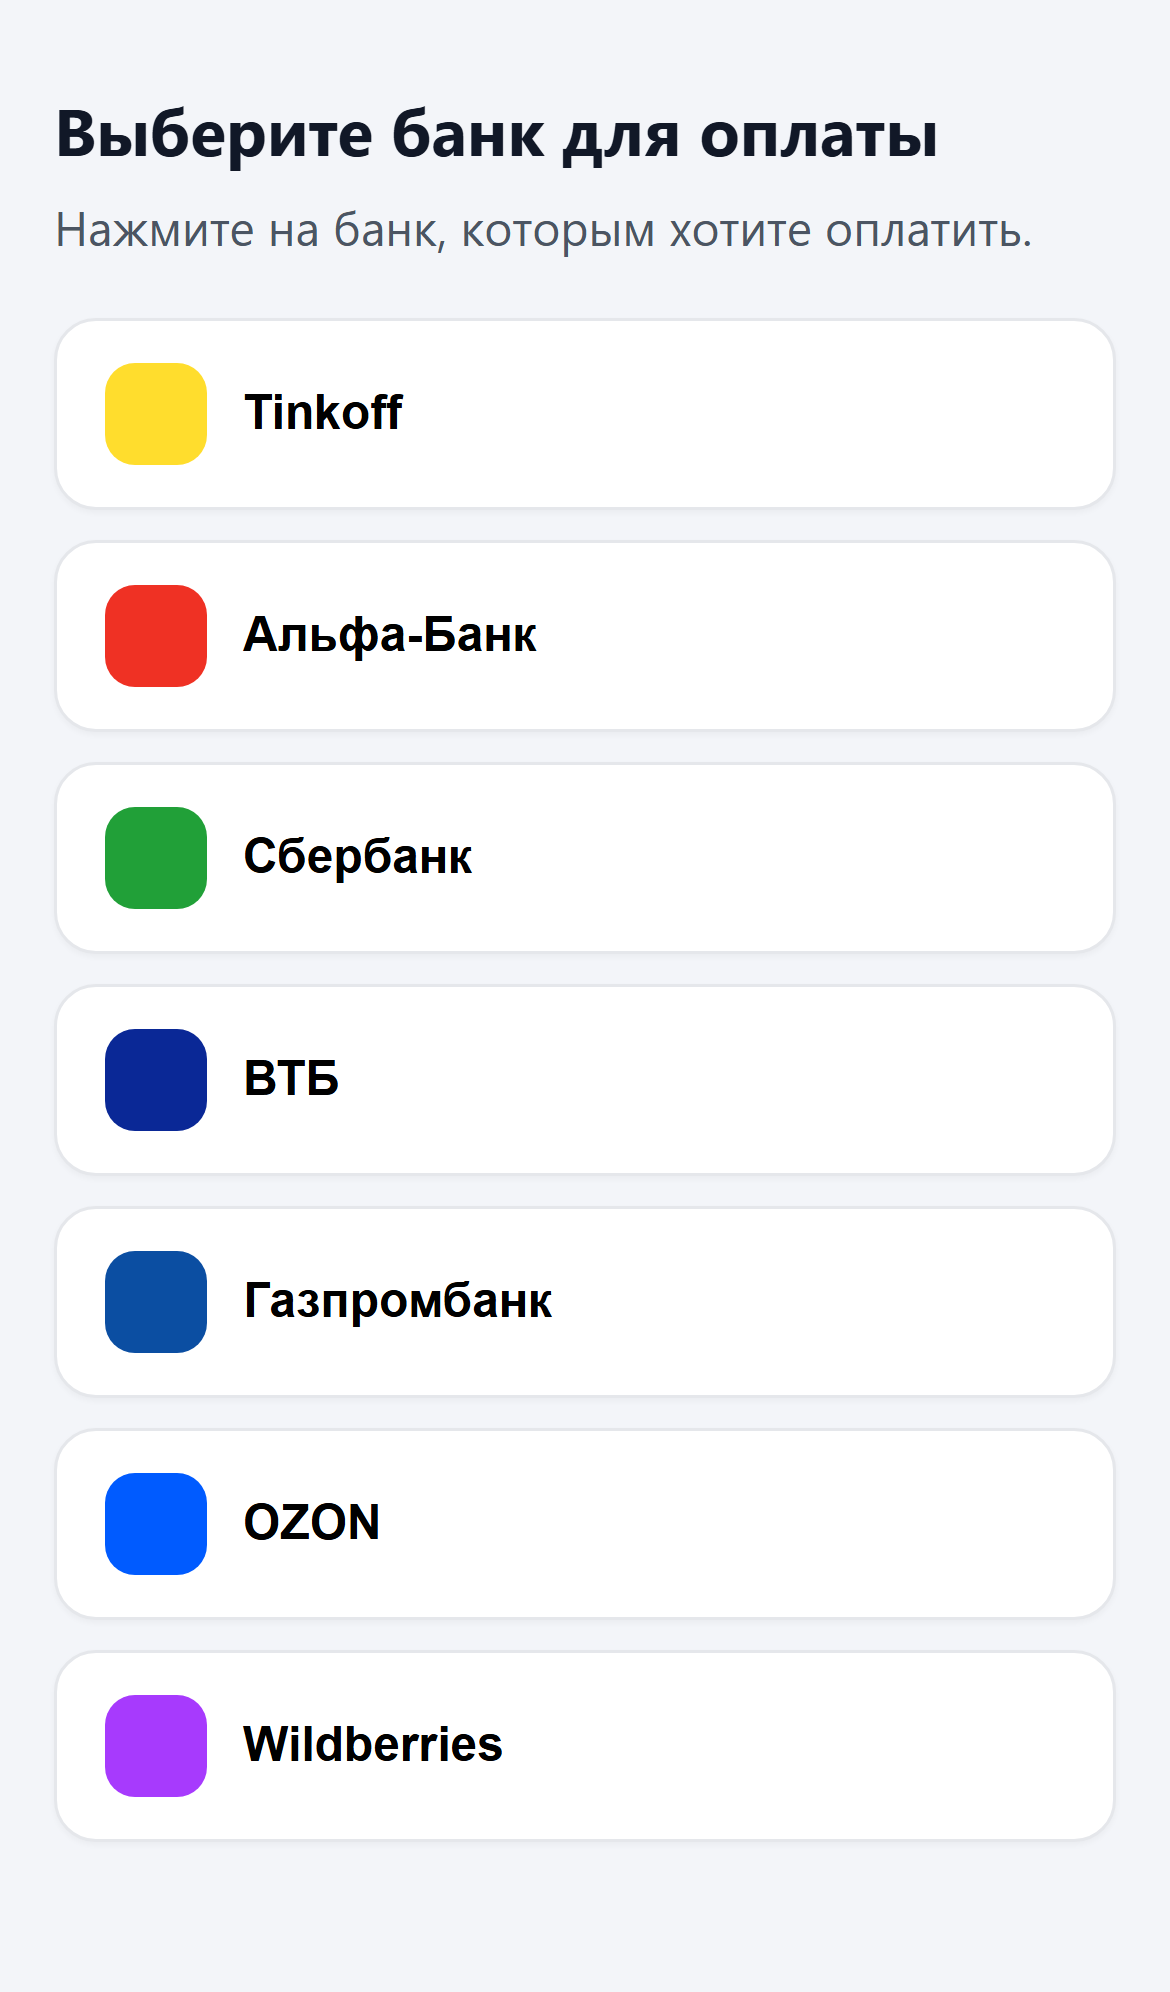 Выберите банк для оплаты
Нажмите на банк, которым хотите оплатить.
Tinkoff
Альфа-Банк
Сбербанк
ВТБ
Газпромбанк
OZON
Wildberries